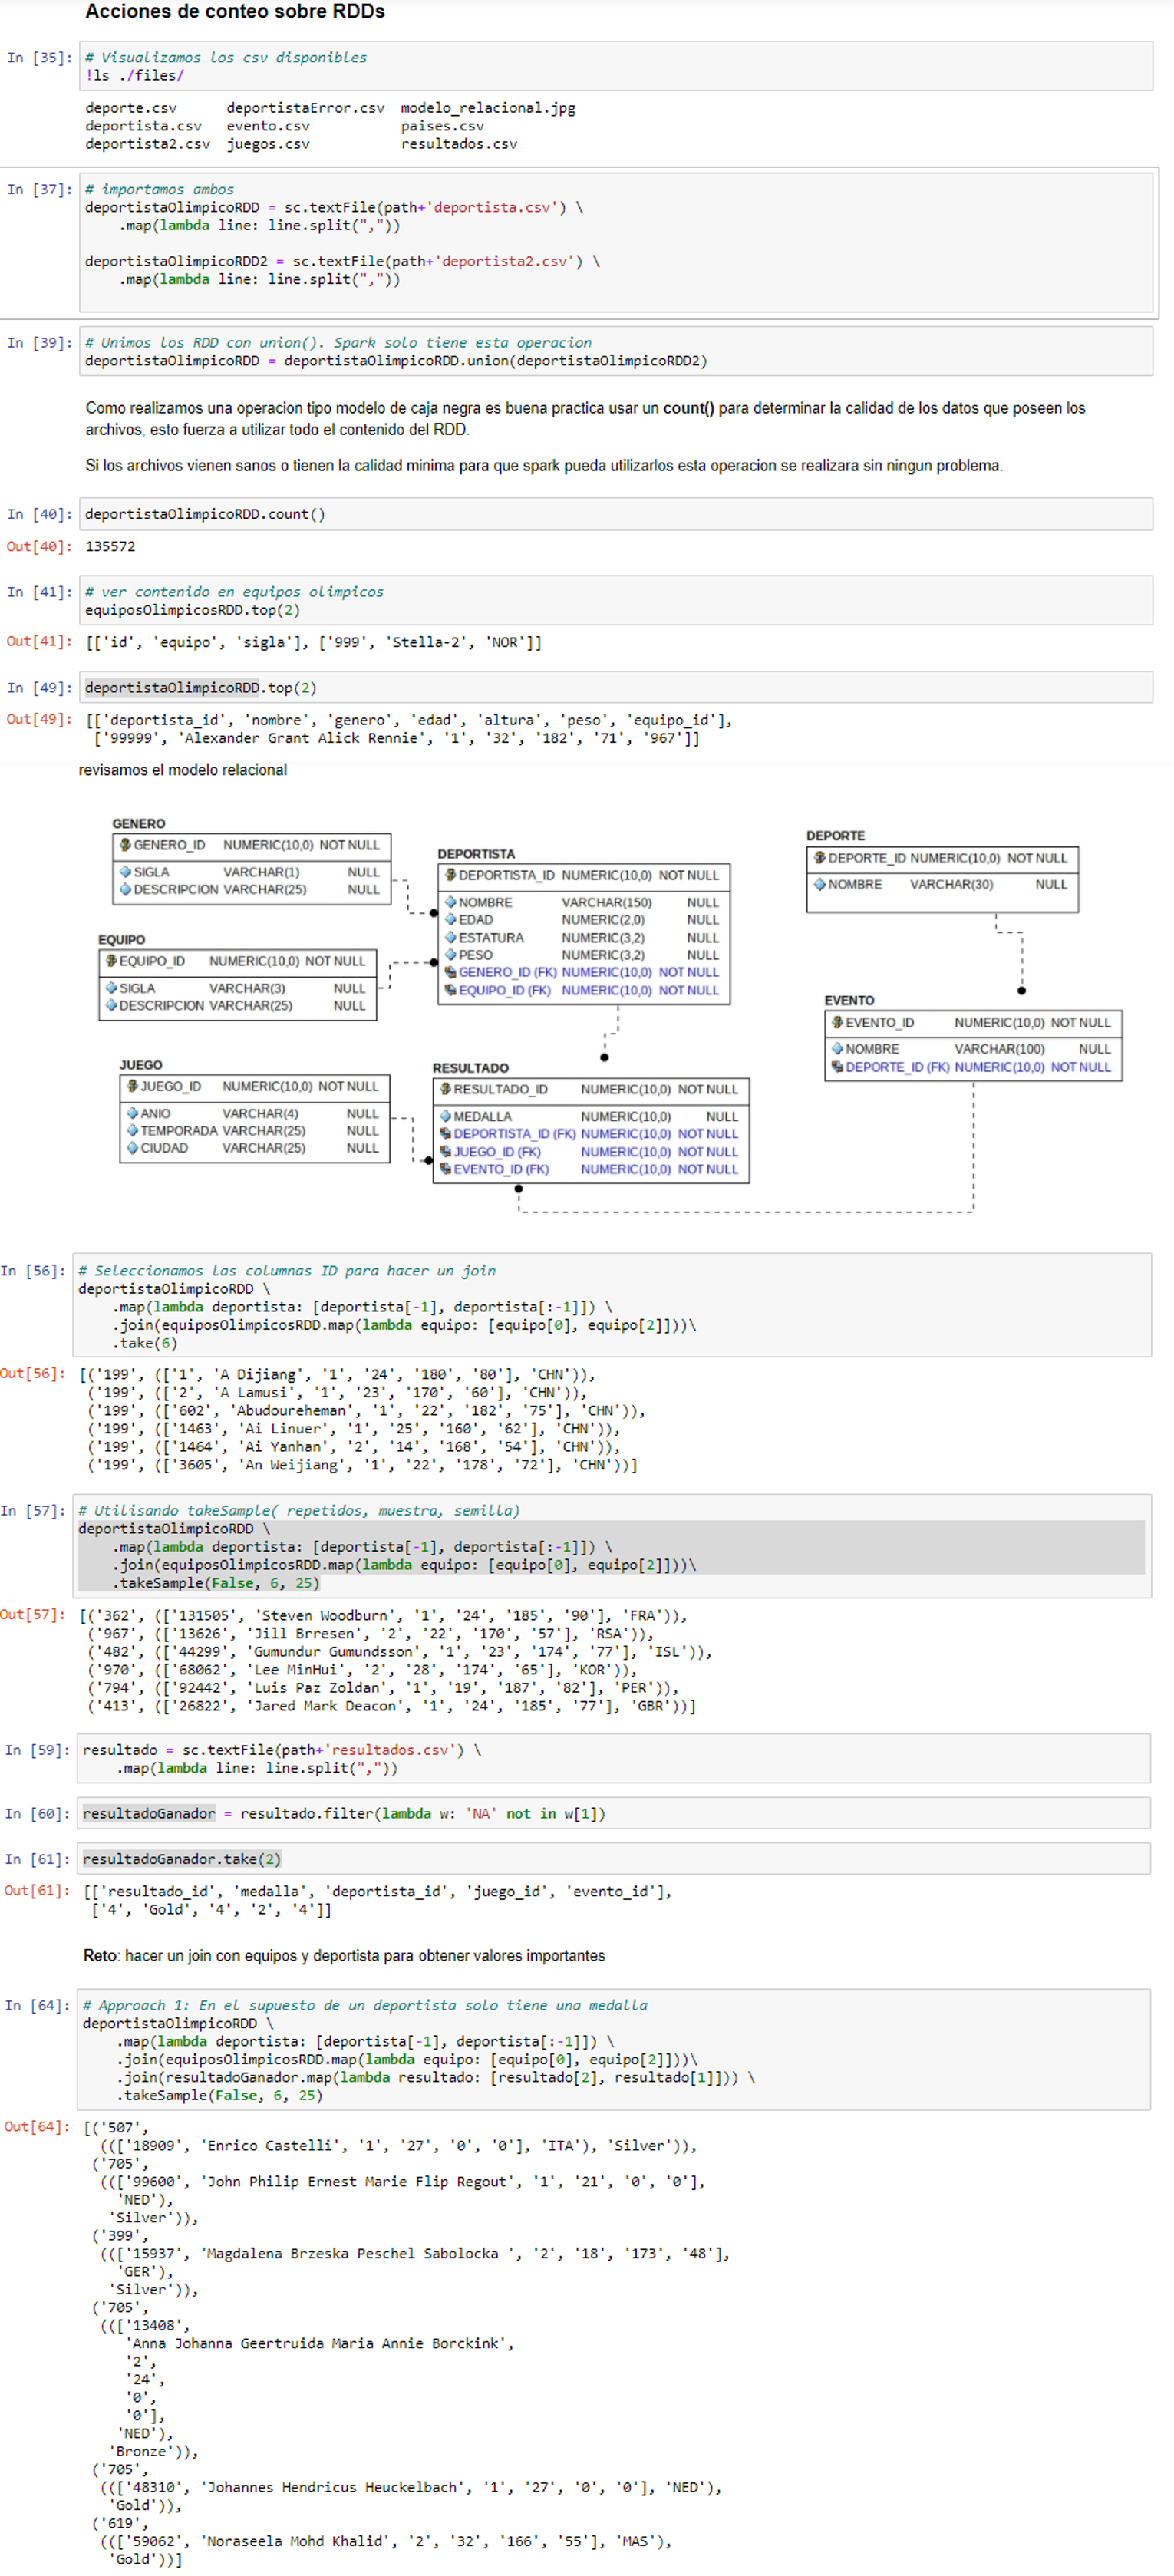 Acciones de conteo sobre RDDs
In [35]: # Visualizamos los csv disponibles
!ls ./files/
deporte.csv deportistaError.csv modelo_relacional.jpg
deportista.csv evento.csv paises.csv
deportista2.csv juegos.csv resultados.csv
In [37]: # importamos ambos
deportistaOlimpicoRDD = sc.textFile(path+'deportista.csv') \
.map(lambda line: line.split(","))
deportistaOlimpicoRDD2 = sc.textFile(path+'deportista2.csv') \
.map(lambda line: line.split(","))
In [39]: # Unimos los RDD con union(). Spark solo tiene esta operacion
deportistaOlimpicoRDD = deportistaOlimpicoRDD.union(deportistaOlimpicoRDD2)
Como realizamos una operacion tipo modelo de caja negra es buena practica usar un count() para determinar la calidad de los datos que poseen los
archivos, esto fuerza a utilizar todo el contenido del RDD.
Si los archivos vienen sanos o tienen la calidad minima para que spark pueda utilizarlos esta operacion se realizara sin ningun problema.
In [40]: deportistaOlimpicoRDD.count()
Out[40]: 135572
In [41]: # ver contenido en equipos olimpicos
equiposOlimpicosRDD.top(2)
Out[41]: [['id', 'equipo', 'sigla'], ['999', 'Stella-2', 'NOR']]
In [49]: deportistaOlimpicoRDD.top(2)
Out[49]: [['deportista_id', 'nombre', 'genero', 'edad', 'altura', 'peso', 'equipo_id'],
['99999', 'Alexander Grant Alick Rennie', '1', '32', '182', '71', '967']]
revisamos el modelo relacional
GENERO
GENERO_ID NUMERIC(10,0) NOT NULL
SIGLA VARCHAR(1) NULL
DESCRIPCION VARCHAR(25) NULL
EQUIPO
EQUIPO_ID NUMERIC(10,0) NOT NULL
SIGLA VARCHAR(3) NULL
DESCRIPCION VARCHAR(25) NULL
JUEGO
JUEGO_ID NUMERIC(10,0) NOT NULL
ANIO VARCHAR(4) NULL
TEMPORADA VARCHAR(25) NULL
CIUDAD VARCHAR(25) NULL
DEPORTISTA
DEPORTISTA_ID NUMERIC(10,0) NOT NULL
NOMBRE VARCHAR(150) NULL
EDAD NUMERIC(2,0) NULL
ESTATURA NUMERIC(3,2) NULL
PESO NUMERIC(3,2) NULL
GENERO_ID (FK) NUMERIC(10,0) NOT NULL
EQUIPO_ID (FK) NUMERIC(10,0) NOT NULL
RESULTADO
RESULTADO_ID NUMERIC(10,0) NOT NULL
MEDALLA NUMERIC(10,0) NULL
DEPORTISTA_ID (FK) NUMERIC(10,0) NOT NULL
JUEGO_ID (FK) NUMERIC(10,0) NOT NULL
EVENTO_ID (FK) NUMERIC(10,0) NOT NULL
DEPORTE
DEPORTE_ID NUMERIC(10,0) NOT NULL
NOMBRE VARCHAR(30) NULL
EVENTO
EVENTO_ID NUMERIC(10,0) NOT NULL
NOMBRE VARCHAR(100) NULL
DEPORTE_ID (FK) NUMERIC(10,0) NOT NULL
In [56]: # Seleccionamos las columnas ID para hacer un join
deportistaOlimpicoRDD \
.map(lambda deportista: [deportista[-1], deportista[:-1]]) \
.join(equiposOlimpicosRDD.map(lambda equipo: [equipo[0], equipo[2]]))\
.take(6)
Out[56]: [('199', (['1', 'A Dijiang', '1', '24', '180', '80'], 'CHN')),
('199', (['2', 'A Lamusi', '1', '23', '170', '60'], 'CHN')),
('199', (['602', 'Abudoureheman', '1', '22', '182', '75'], 'CHN')),
('199', (['1463', 'Ai Linuer', '1', '25', '160', '62'], 'CHN')),
('199', (['1464', 'Ai Yanhan', '2', '14', '168', '54'], 'CHN')),
('199', (['3605', 'An Weijiang', '1', '22', '178', '72'], 'CHN'))]
In [57]: # Utilisando takeSample( repetidos, muestra, semilla)
deportistaOlimpicoRDD \
.map(lambda deportista: [deportista[-1], deportista[:-1]]) \
.join(equiposOlimpicosRDD.map(lambda equipo: [equipo[0], equipo[2]]))\
.takeSample(False, 6, 25)
Out[57]: [('362', (['131505', 'Steven Woodburn', '1', '24', '185', '90'], 'FRA')),
('967', (['13626', 'Jill Brresen', '2', '22', '170', '57'], 'RSA')),
('482', (['44299', 'Gumundur Gumundsson', '1', '23', '174', '77'], 'ISL')),
('970', (['68062', 'Lee MinHui', '2', '28', '174', '65'], 'KOR')),
('794', (['92442', 'Luis Paz Zoldan', '1', '19', '187', '82'], 'PER')),
('413', (['26822', 'Jared Mark Deacon', '1', '24', '185', '77'], 'GBR'))]
In [59]: resultado = sc.textFile(path+'resultados.csv') \
.map(lambda line: line.split(","))
In [60]: resultadoGanador = resultado.filter(lambda w: 'NA' not in w[1])
In [61]: resultadoGanador.take(2)
Out[61]: [['resultado_id', 'medalla', 'deportista_id', 'juego_id', 'evento_id'],
['4', 'Gold', '4', '2', '4']]
Reto: hacer un join con equipos y deportista para obtener valores importantes
In [64]: # Approach 1: En el supuesto de un deportista solo tiene una medalla
deportistaOlimpicoRDD \
.map(lambda deportista: [deportista[-1], deportista[:-1]]) \
.join(equiposOlimpicosRDD.map(lambda equipo: [equipo[0], equipo[2]]))\
.join(resultadoGanador.map(lambda resultado: [resultado[2], resultado[1]])) \
.takeSample(False, 6, 25)
Out[64]: [('507',
((['18909', 'Enrico Castelli', '1', '27', '0', '0'], 'ITA'), 'Silver')),
('705',
((['99600', 'John Philip Ernest Marie Flip Regout', '1', '21', '0', '0'],
'NED'),
'Silver')),
('399',
((['15937', 'Magdalena Brzeska Peschel Sabolocka ', '2', '18', '173', '48'],
'GER'),
'Silver')),
('705',
((['13408',
'Anna Johanna Geertruida Maria Annie Borckink',
'2',
'24',
'0',
'0'],
'NED'),
'Bronze')),
('705',
((['48310', 'Johannes Hendricus Heuckelbach', '1', '27', '0', '0'], 'NED'),
'Gold')),
('619',
((['59062', 'Noraseela Mohd Khalid', '2', '32', '166', '55'], 'MAS'),
'Gold'))]